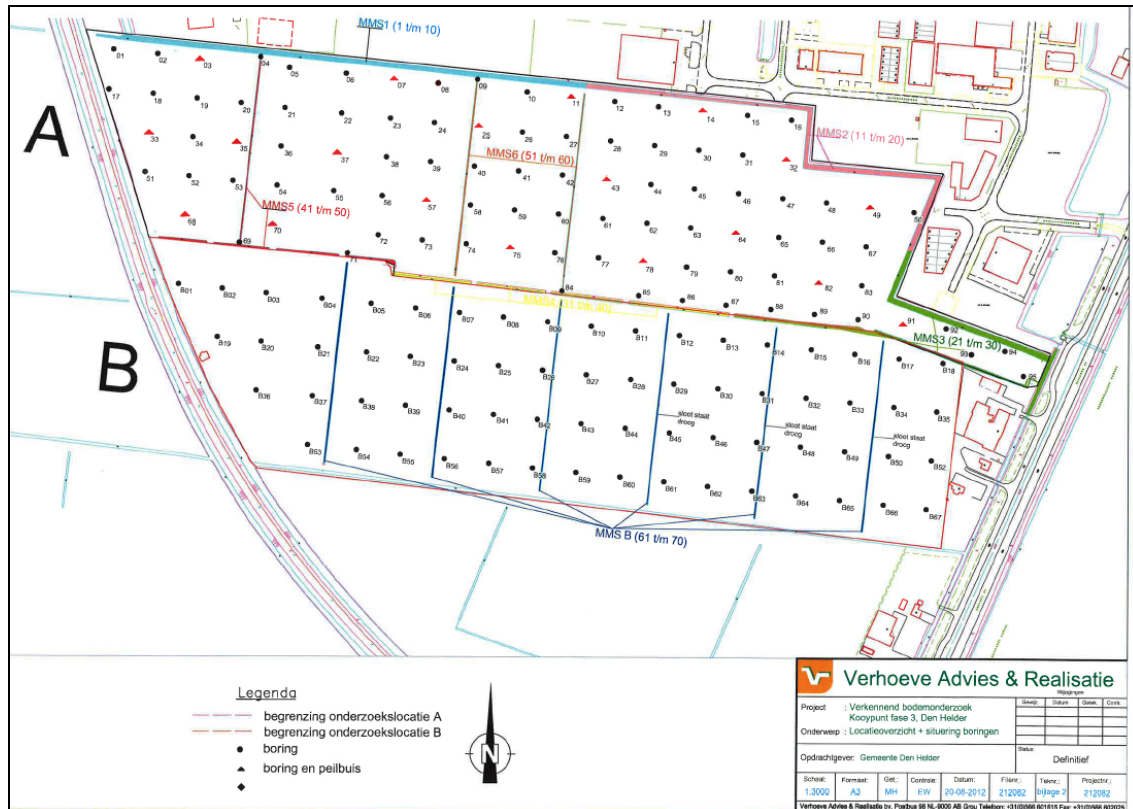 MMS1 (1 t/m 10)
A
01 02 03 04 05 06 07 08 09 10 11 12 13 14 15 16
17 18 19 20 21 22 23 24 25 26 27 28 29 30 31 32
MMS2 (11 t/m 20)
MMS6 (51 t/m 60)
33 34 35 36 37 38 39 40 41 42 43 44 45 46 47 48 49 50
51 52 53 54 55 56 57 58 59 60 61 62 63 64 65 66 67
MMS5 (41 t/m 50)
68 69 70 71 72 73 74 75 76 77 78 79 80 81 82 83
84 85 86 87 88 89 90 91 92 93 94 95
MMS3 (21 t/m 30)
B
B01 B02 B03 B04 B05 B06 B07 B08 B09 B10 B11 B12 B13 B14 B15 B16 B17 B18
B19 B20 B21 B22 B23 B24 B25 B26 B27 B28 B29 B30 B31 B32 B33 B34 B35
B36 B37 B38 B39 B40 B41 B42 B43 B44 B45 B46 B47 B48 B49 B50 B52
sloot staat
droog
sloot staat
droog
sloot staat
droog
B53 B54 B55 B56 B57 B58 B59 B60 B61 B62 B63 B64 B65 B66 B67
MMS B (61 t/m 70)
Legenda
begrenzing onderzoekslocatie A
begrenzing onderzoekslocatie B
boring
boring en peilbuis
N
Verhoeve Advies & Realisatie
Project : Verkennend bodemonderzoek
Kooypunt fase 3, Den Helder
Onderwerp : Locatieoverzicht + situering boringen
Opdrachtgever: Gemeente Den Helder
Wijzigingen
Datum
Status
Definitief
Schaal: Formaat: Get.: Controle: Datum: Filenr.: Projectnr.:
1:3000 A3 MH EW 20-08-2012 212082 bijlage 2 212082
Verhoeve Advies & Realisatie bv. Postbus 98 NL-9000 AB Grou